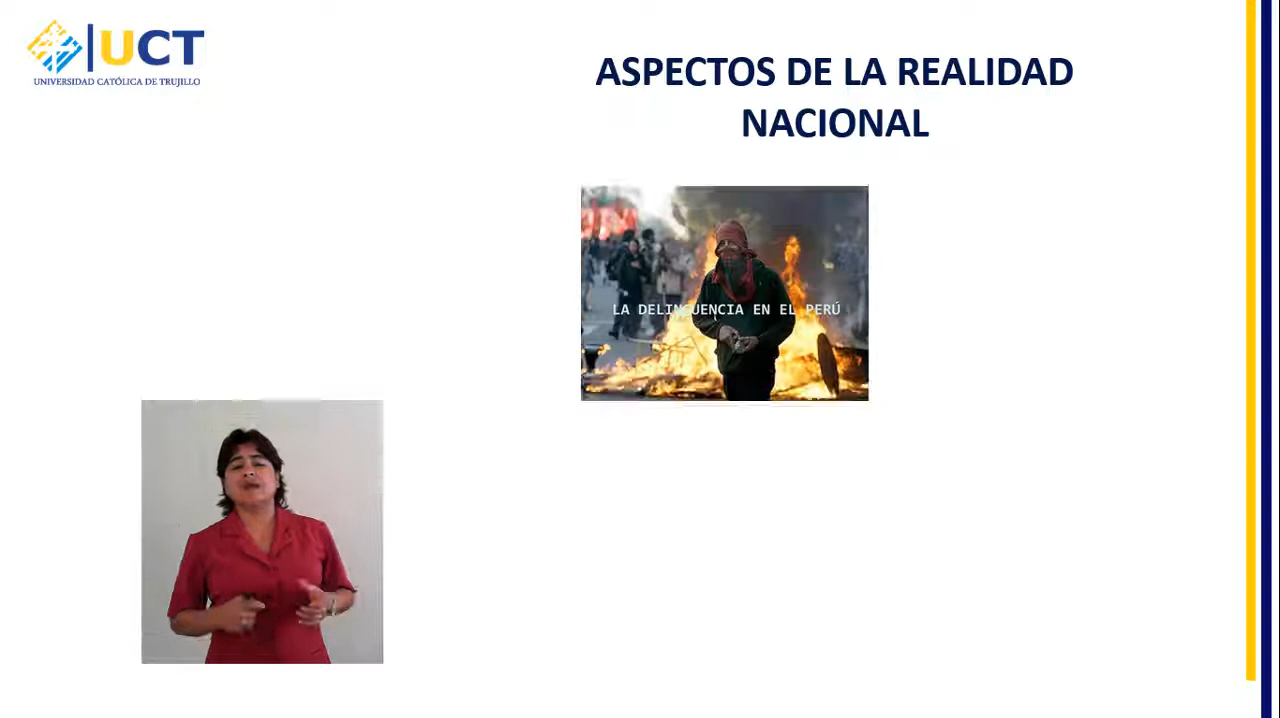 UCT
UNIVERSIDAD CATÓLICA DE TRUJILLO
ASPECTOS DE LA REALIDAD
NACIONAL
LA DELINCUENCIA EN EL PERÚ